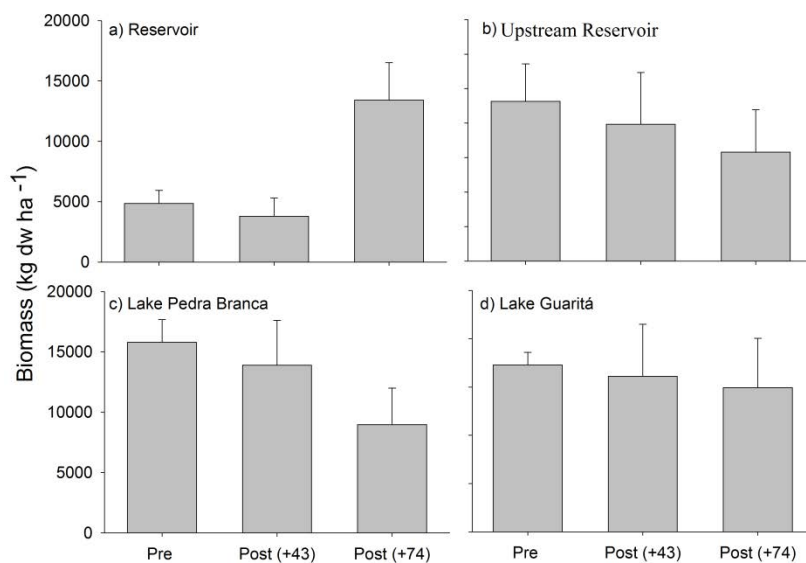 20000
a) Reservoir
b) Upstream Reservoir
15000
10000
5000
0
Biomass (kg dw ha -1)
20000
c) Lake Pedra Branca
d) Lake Guaritá
15000
10000
5000
0
Pre Post (+43) Post (+74)
Pre Post (+43) Post (+74)